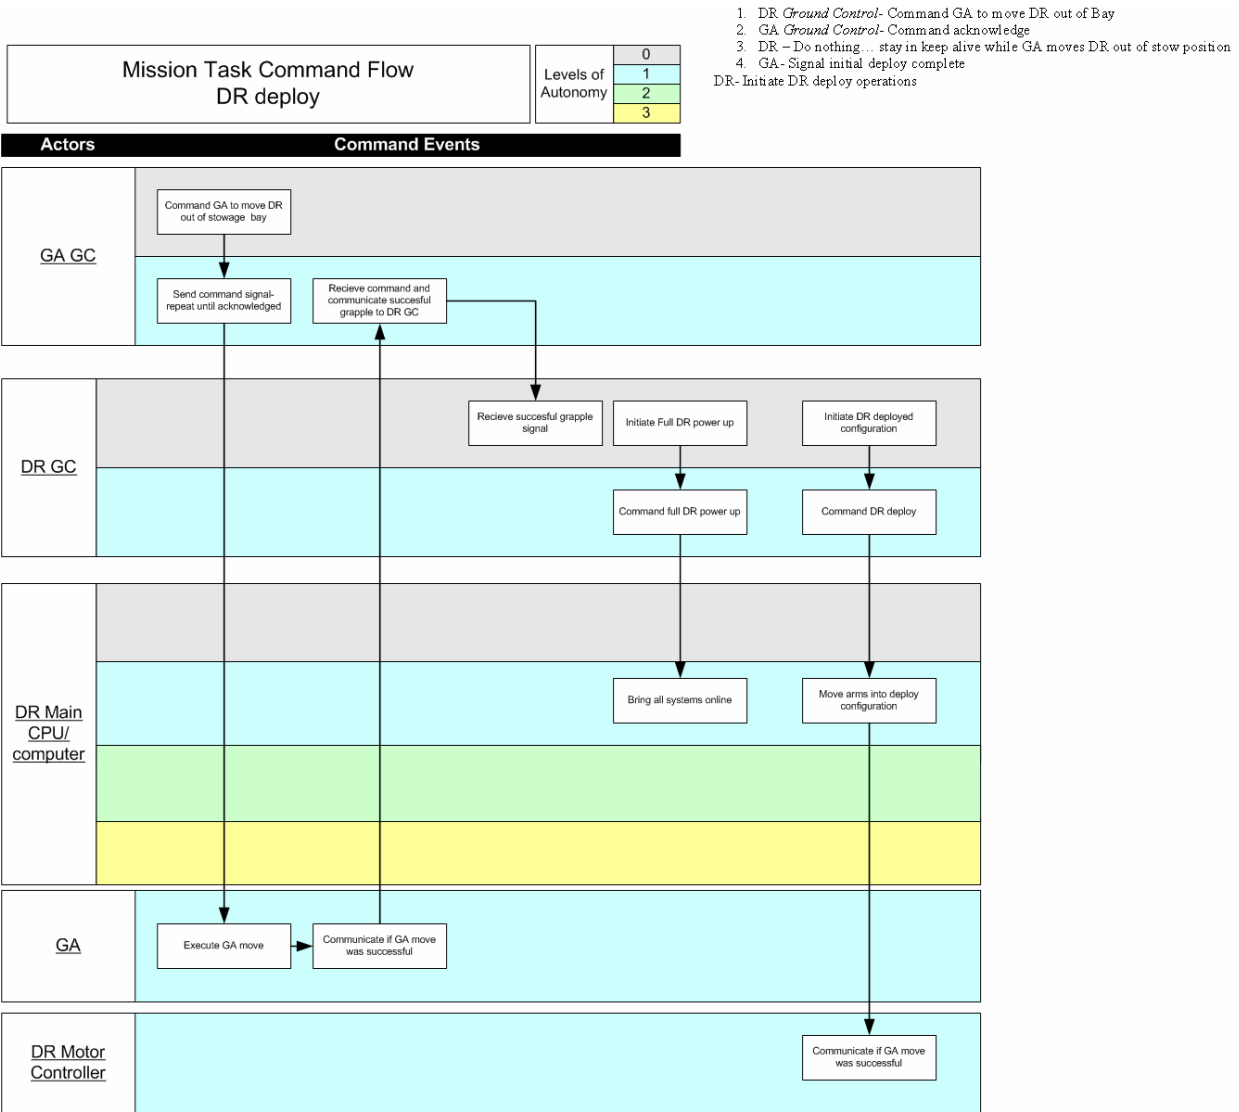 1. DR Ground Control- Command GA to move DR out of Bay
2. GA Ground Control- Command acknowledge
3. DR – Do nothing… stay in keep alive while GA moves DR out of stow position
4. GA- Signal initial deploy complete
DR- Initiate DR deploy operations
Mission Task Command Flow
DR deploy
Levels of
Autonomy
0
1
2
3
Actors
Command Events
GA GC
Command GA to move DR
out of stowage bay
Send command signal-
repeat until acknowledged
Recieve command and
communicate succesful
grapple to DR GC
DR GC
Recieve succesful grapple
signal
Initiate Full DR power up
Initiate DR deployed
configuration
Command full DR power up
Command DR deploy
DR Main
CPU/
computer
Bring all systems online
Move arms into deploy
configuration
GA
Execute GA move
Communicate if GA move
was successful
DR Motor
Controller
Communicate if GA move
was successful